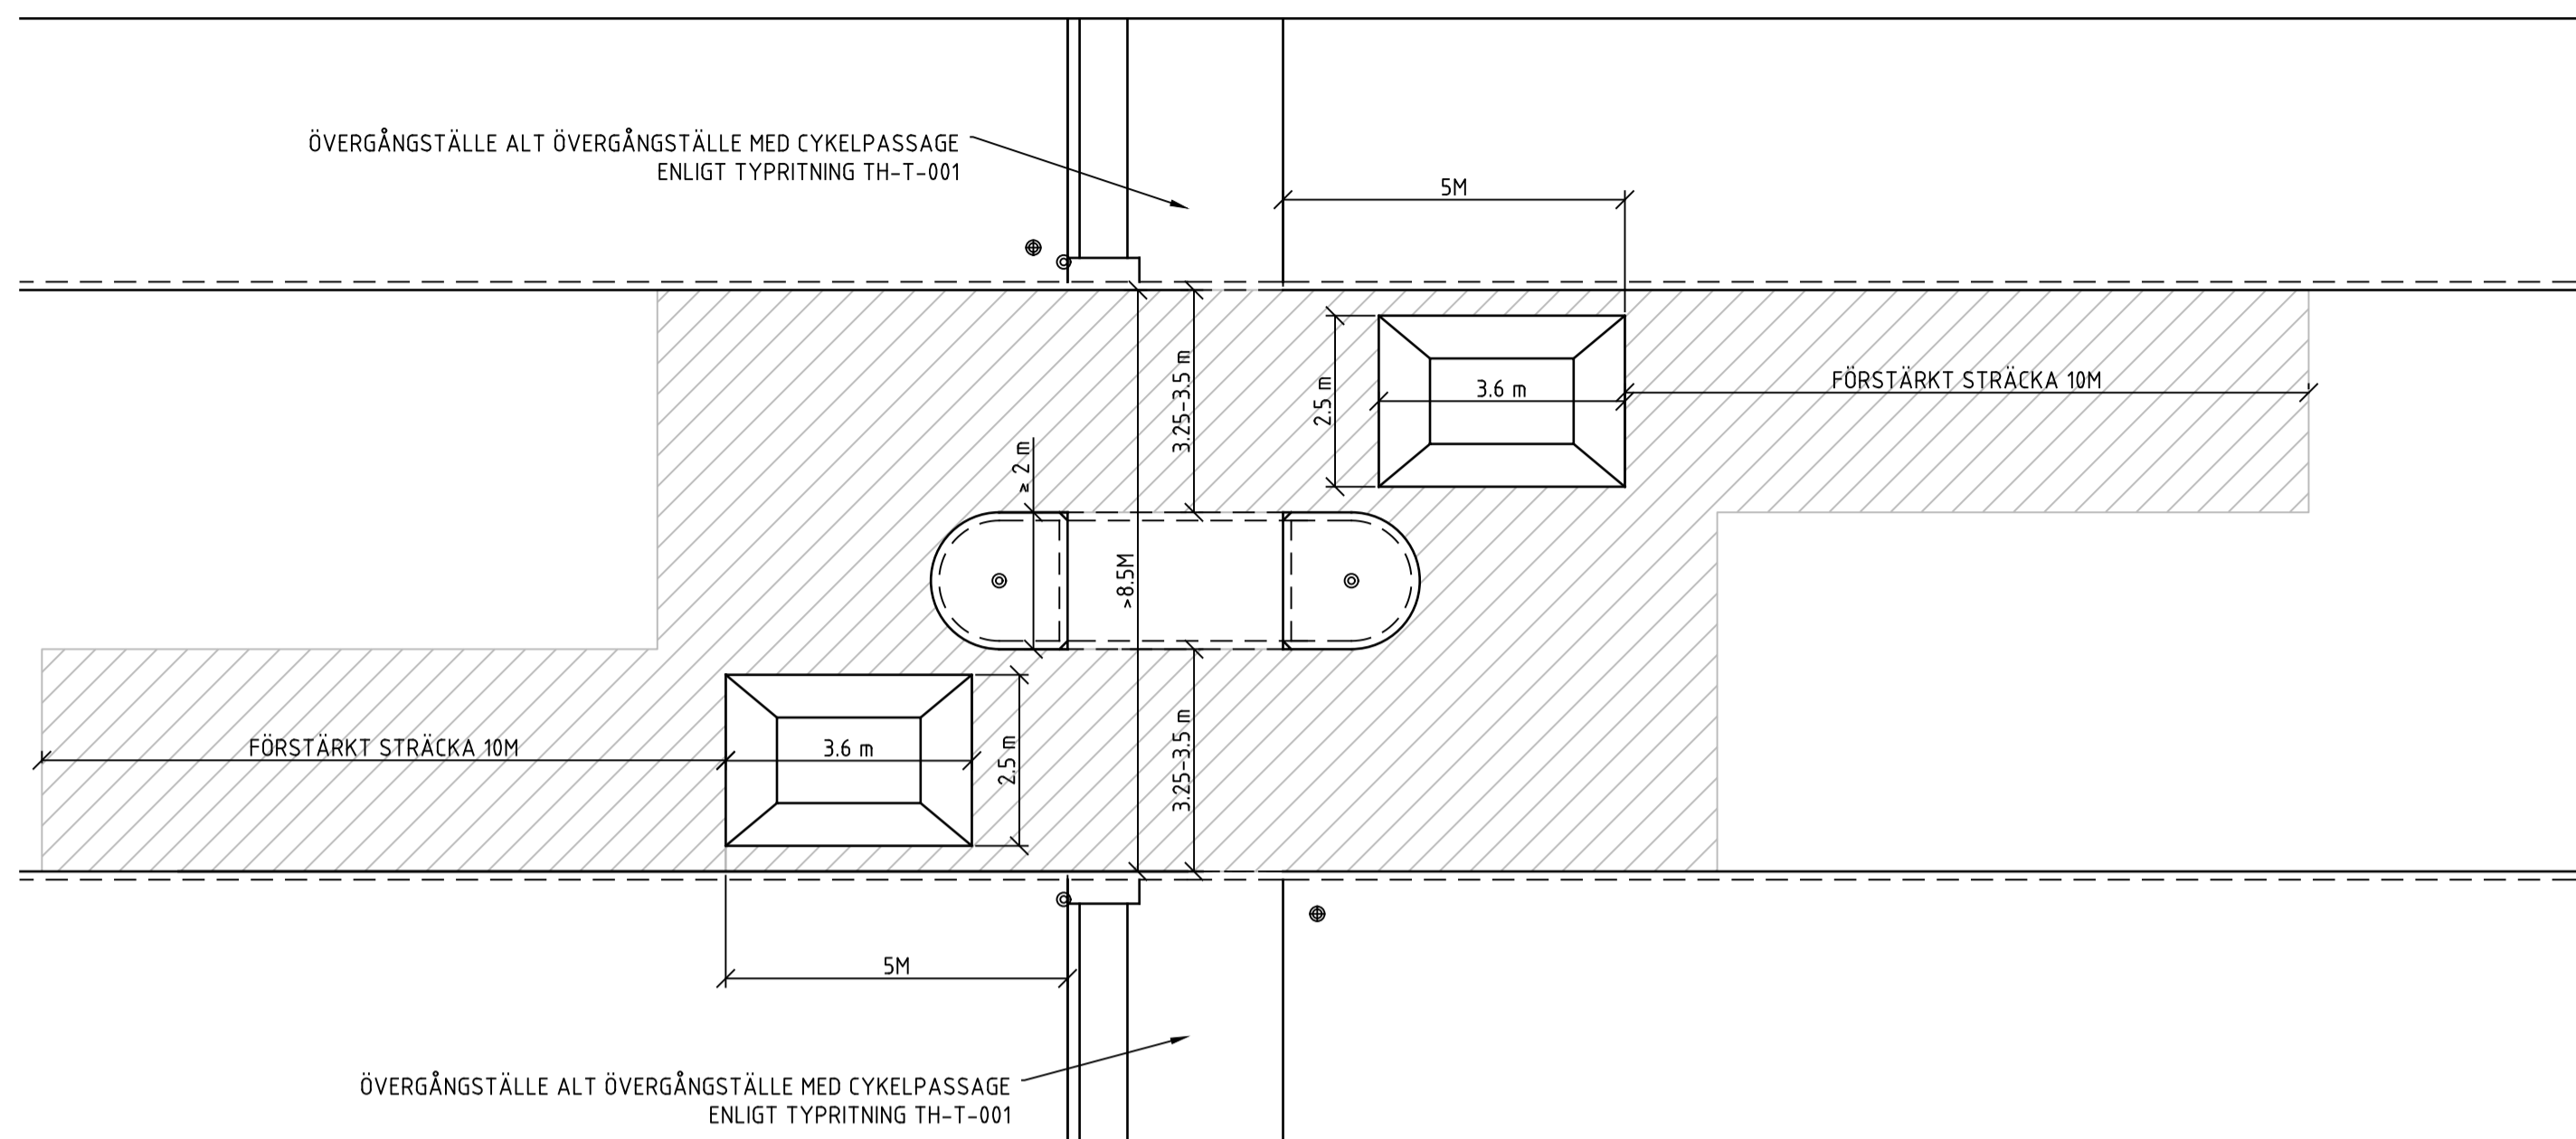 ÖVERGÅNGSTÄLLE ALT ÖVERGÅNGSTÄLLE MED CYKELPASSAGE
ENLIGT TYPRITNING TH-T-001
5M
3.25-3.5 m
2.5 m
3.6 m
FÖRSTÄRKT STRÄCKA 10M
≥ 2 m
>8.5M
FÖRSTÄRKT STRÄCKA 10M
3.6 m
2.5 m
3.25-3.5 m
5M
ÖVERGÅNGSTÄLLE ALT ÖVERGÅNGSTÄLLE MED CYKELPASSAGE
ENLIGT TYPRITNING TH-T-001